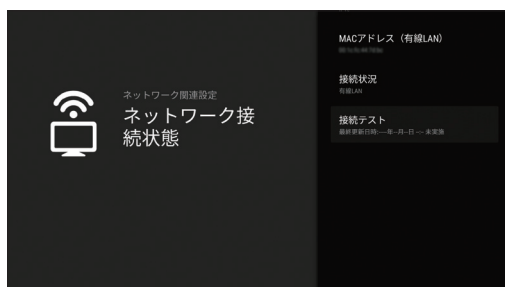 ネットワーク関連設定
ネットワーク接
続状態
MACアドレス（有線LAN）
接続状況
有線LAN
接続テスト
最終更新日時:--年--月--日 --:-- 未実施